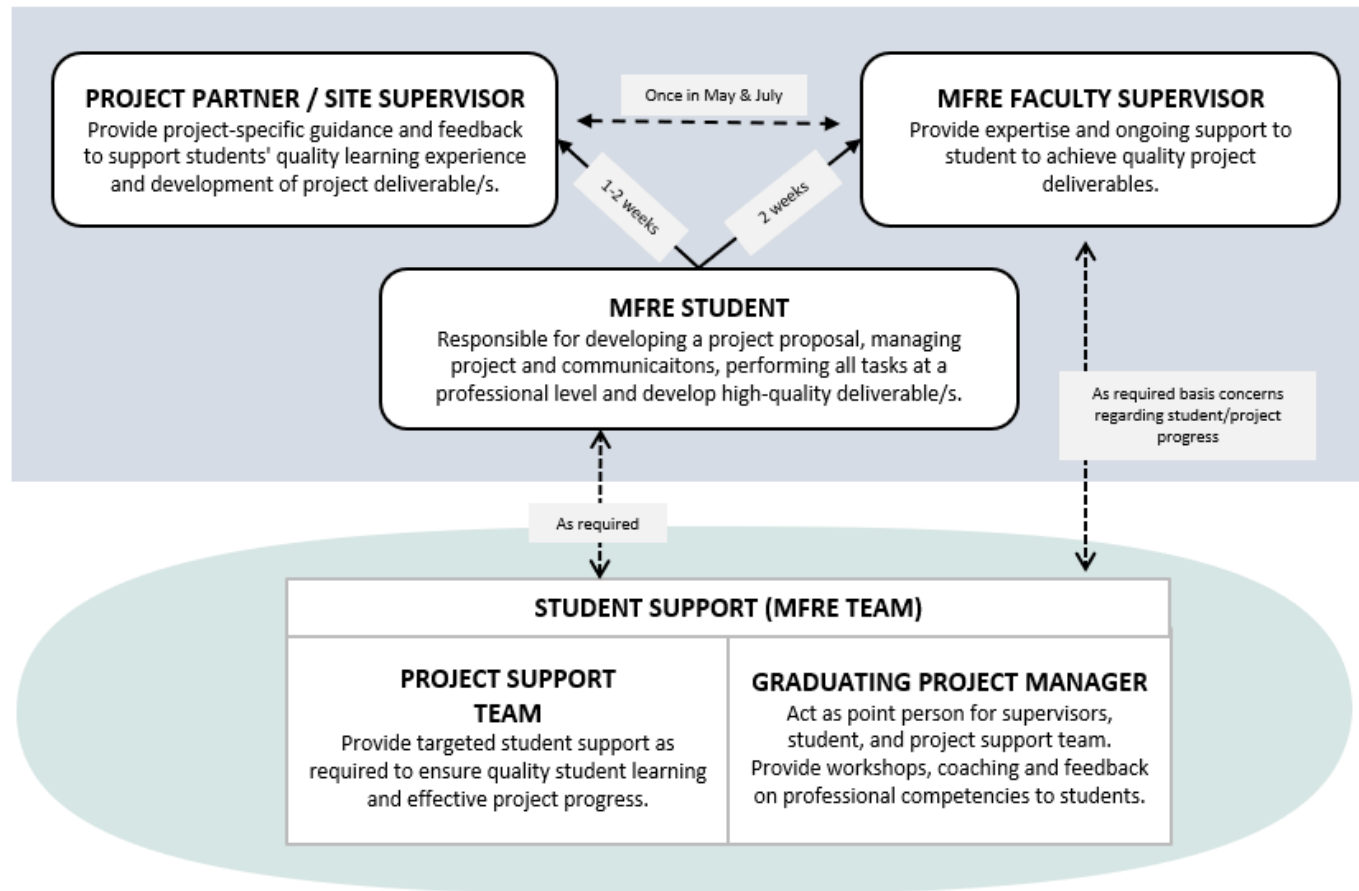 PROJECT PARTNER / SITE SUPERVISOR
Provide project-specific guidance and feedback
to support students' quality learning experience
and development of project deliverable/s.
Once in May & July
MFRE FACULTY SUPERVISOR
Provide expertise and ongoing support to
student to achieve quality project
deliverables.
1-2 weeks
2 weeks
MFRE STUDENT
Responsible for developing a project proposal, managing
project and communicaitons, performing all tasks at a
professional level and develop high-quality deliverable/s.
As required basis concerns
regarding student/project
progress
As required
STUDENT SUPPORT (MFRE TEAM)
PROJECT SUPPORT
TEAM
Provide targeted student support as
required to ensure quality student learning
and effective project progress.
GRADUATING PROJECT MANAGER
Act as point person for supervisors,
student, and project support team.
Provide workshops, coaching and feedback
on professional competencies to students.